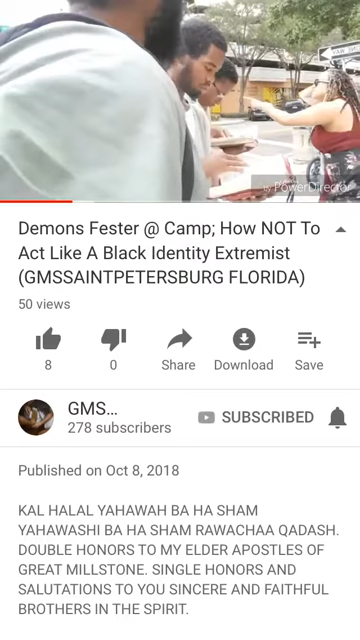 by PowerDirector
Demons Fester @ Camp; How NOT To
Act Like A Black Identity Extremist
(GMSSAINTPETERSBURG FLORIDA)
50 views
8
0
Share
Download
Save
GMS...
278 subscribers
SUBSCRIBED
Published on Oct 8, 2018
KAL HALAL YAHAWAH BA HA SHAM
YAHAWASHI BA HA SHAM RAWACHAA QADASH.
DOUBLE HONORS TO MY ELDER APOSTLES OF
GREAT MILLSTONE. SINGLE HONORS AND
SALUTATIONS TO YOU SINCERE AND FAITHFUL
BROTHERS IN THE SPIRIT.